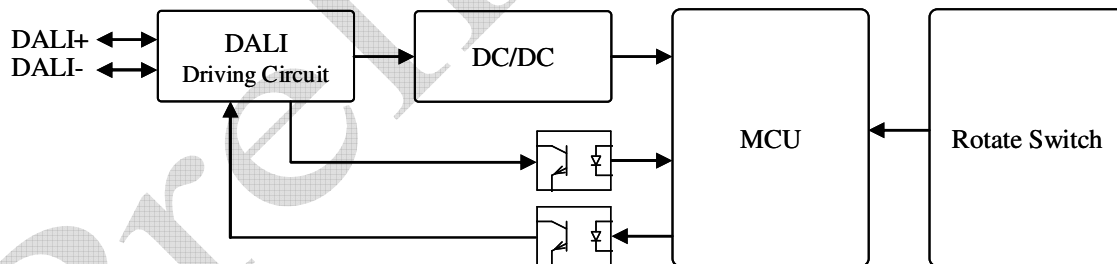 DALI+
DALI-
DALI
Driving Circuit
DC/DC
MCU
Rotate Switch